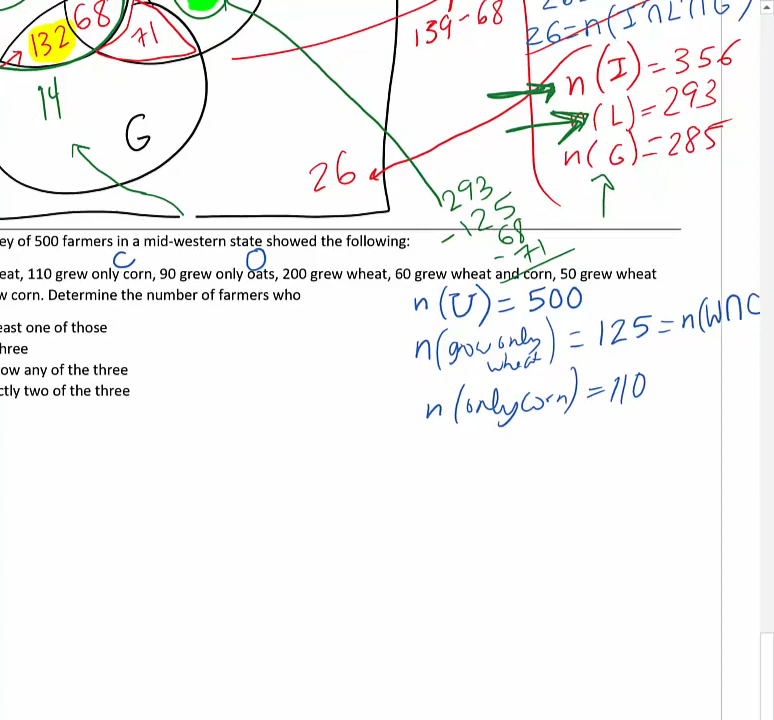 68
132
71
14
G
26
139-68
26=n(I∩L∩G)
n(I)=356
(L)=293
n(G)=285
293
-125
68
-71
ey of 500 farmers in a mid-western state showed the following:
C O
eat, 110 grew only corn, 90 grew only oats, 200 grew wheat, 60 grew wheat and corn, 50 grew wheat
w corn. Determine the number of farmers who
east one of those
hree
ow any of the three
ctly two of the three
n(U)=500
n(grow only wheat)=125=n(W∩C
n(only corn)=110